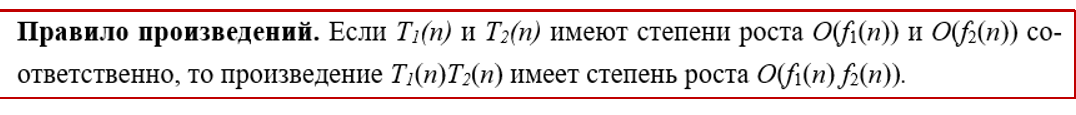 Правило произведений. Если T₁(n) и T₂(n) имеют степени роста O(f₁(n)) и O(f₂(n)) со-
ответственно, то произведение T₁(n)T₂(n) имеет степень роста O(f₁(n) f₂(n)).